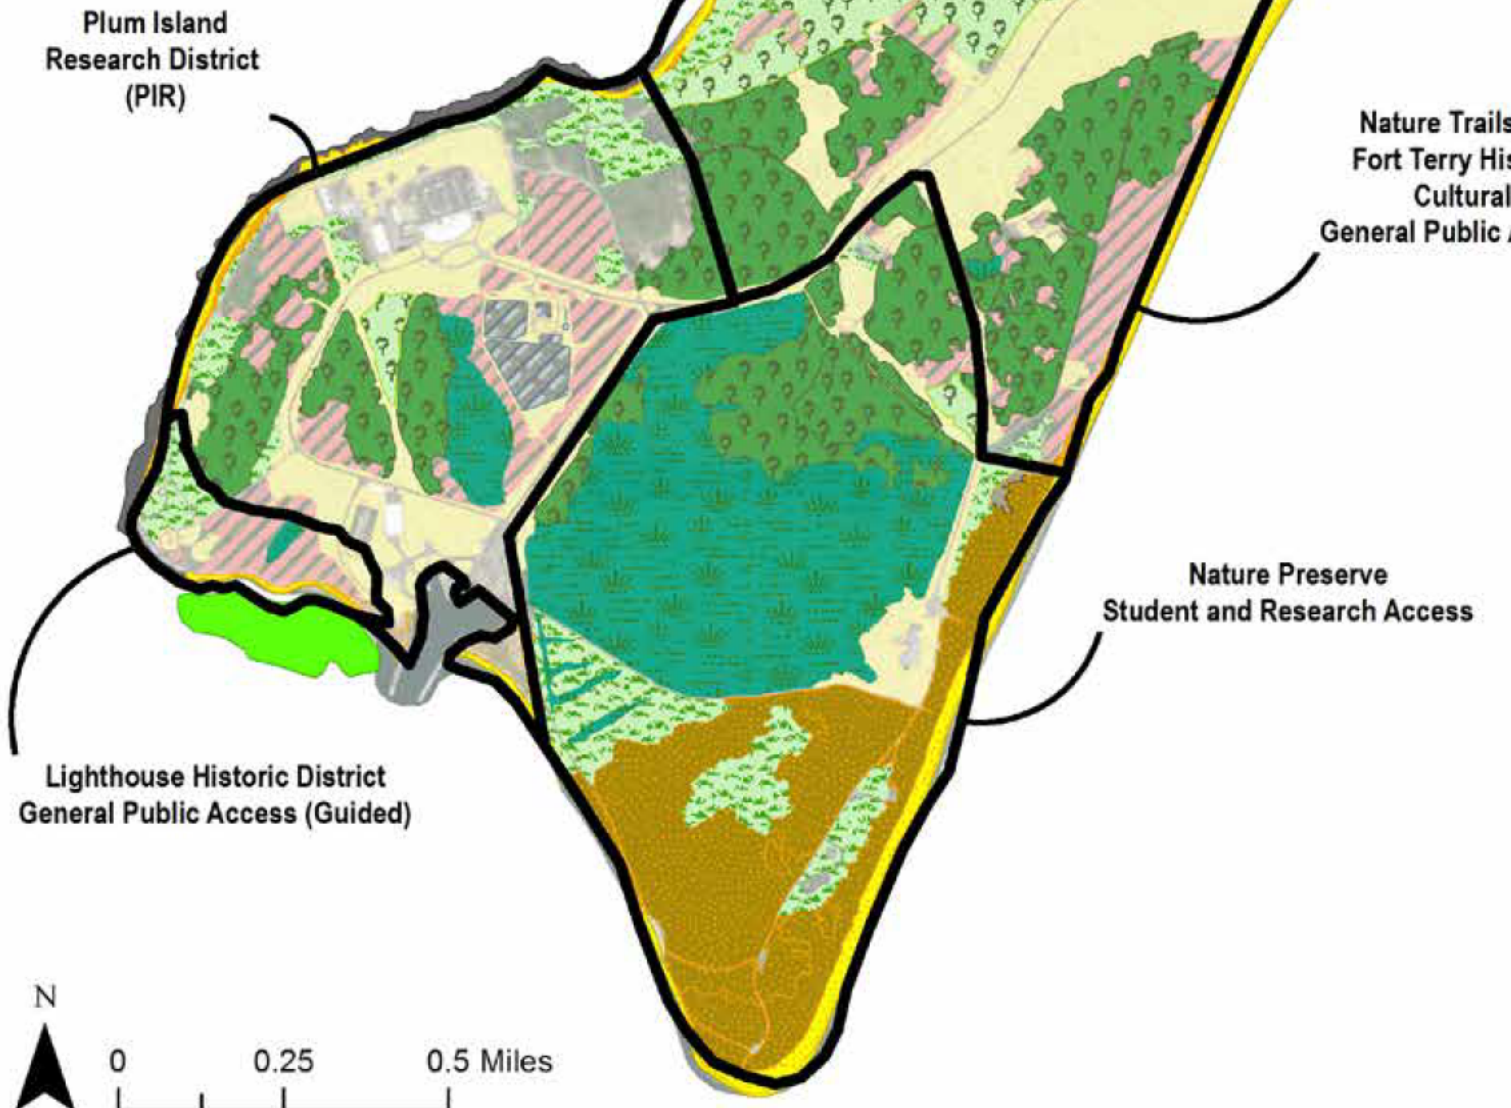 Plum Island
Research District
(PIR)
Nature Trails
Fort Terry His
Cultural
General Public
Nature Preserve
Student and Research Access
Lighthouse Historic District
General Public Access (Guided)
N
0 0.25 0.5 Miles